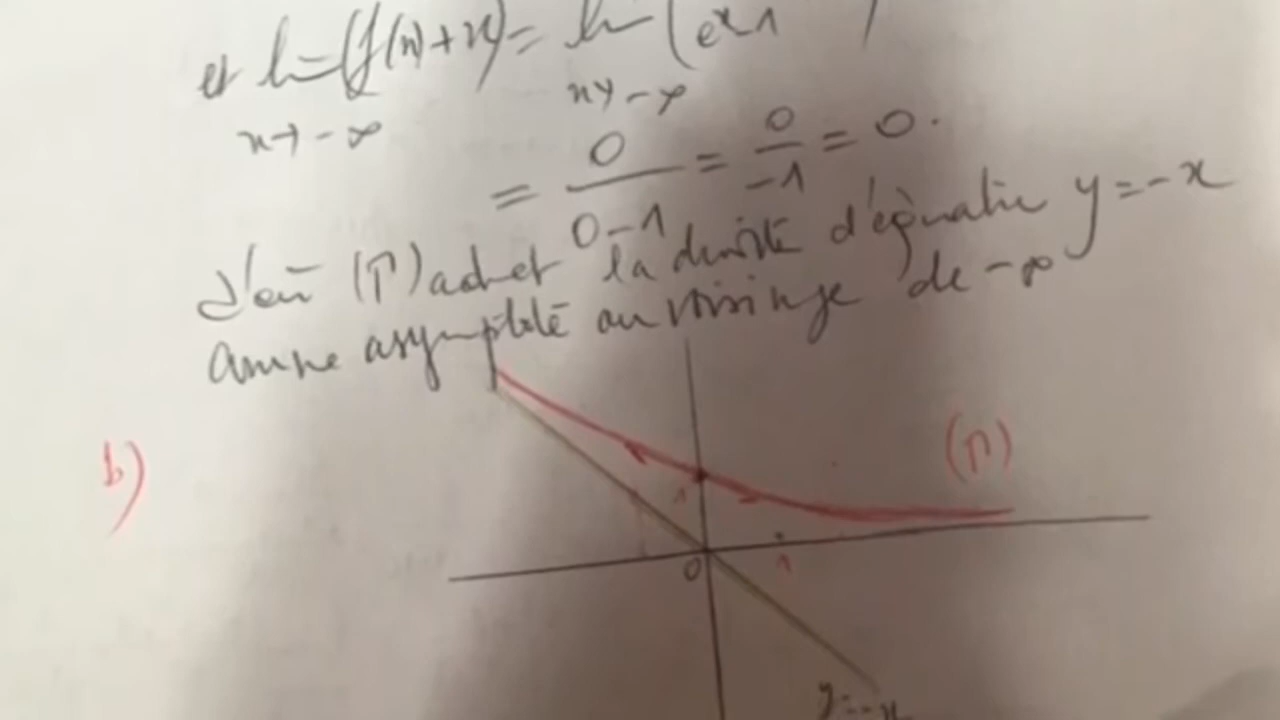 et lim (f(x)+x) = lim (
x→-∞ x→-∞
= 0/(0-1) = 0/-1 = 0.
d'où (Γ) admet la droite d'équation y=-x
comme asymptote au voisinage de -∞
b)
(Γ)
1
0
1
y=-x